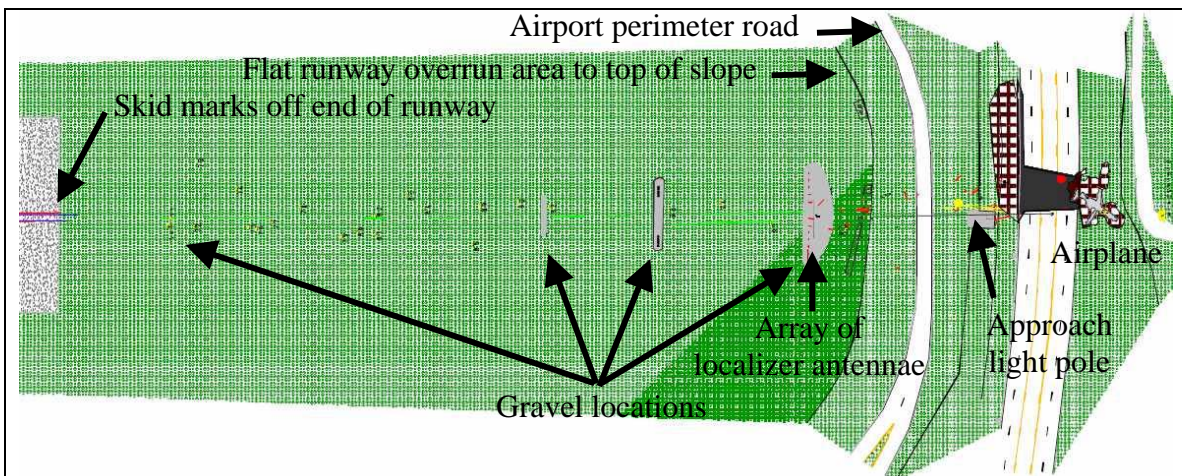 Airport perimeter road
Flat runway overrun area to top of slope
Skid marks off end of runway
Airplane
Array of
localizer antennae
Approach
light pole
Gravel locations